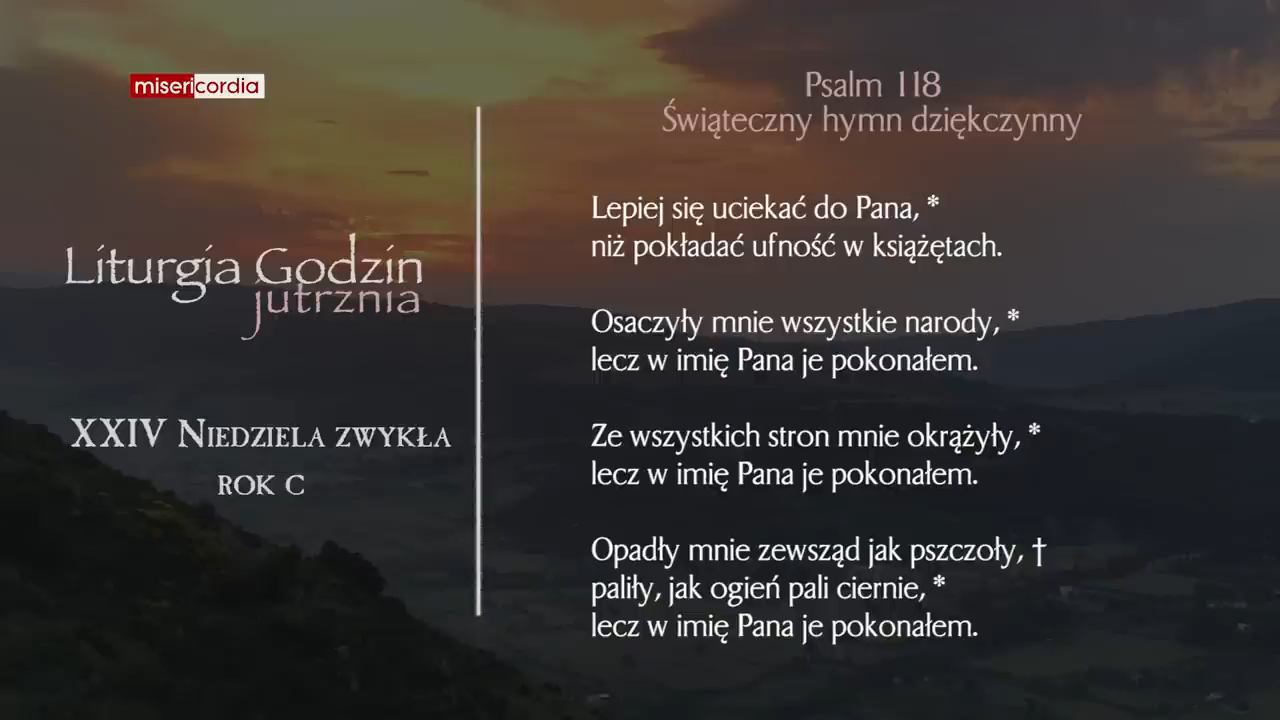 misericordia
Liturgia Godzin
jutrznia
XXIV Niedziela zwykła
rok C
Psalm 118
Świąteczny hymn dziękczynny
Lepiej się uciekać do Pana, *
niż pokładać ufność w książętach.
Osaczyły mnie wszystkie narody, *
lecz w imię Pana je pokonałem.
Ze wszystkich stron mnie okrążyły, *
lecz w imię Pana je pokonałem.
Opadły mnie zewsząd jak pszczoły, †
paliły, jak ogień pali ciernie, *
lecz w imię Pana je pokonałem.